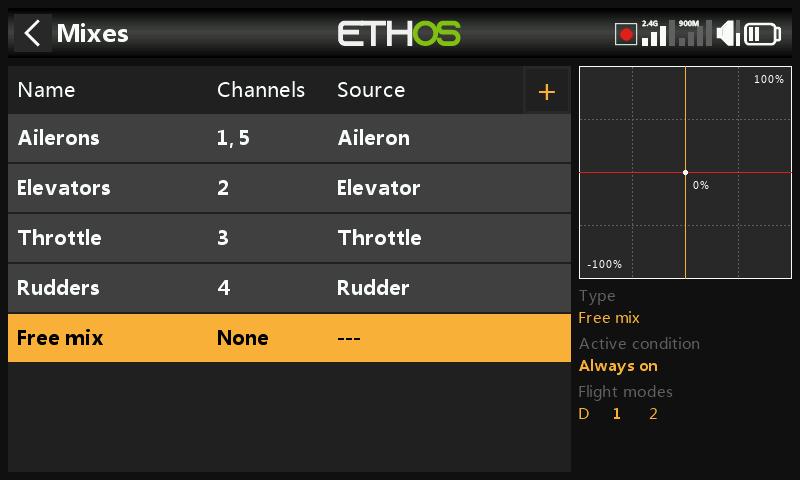 Mixes ETHOS 2.4G 900M
Name Channels Source +
Ailerons 1, 5 Aileron
Elevators 2 Elevator
Throttle 3 Throttle
Rudders 4 Rudder
Free mix None ---
100%
0%
-100%
Type
Free mix
Active condition
Always on
Flight modes
D 1 2